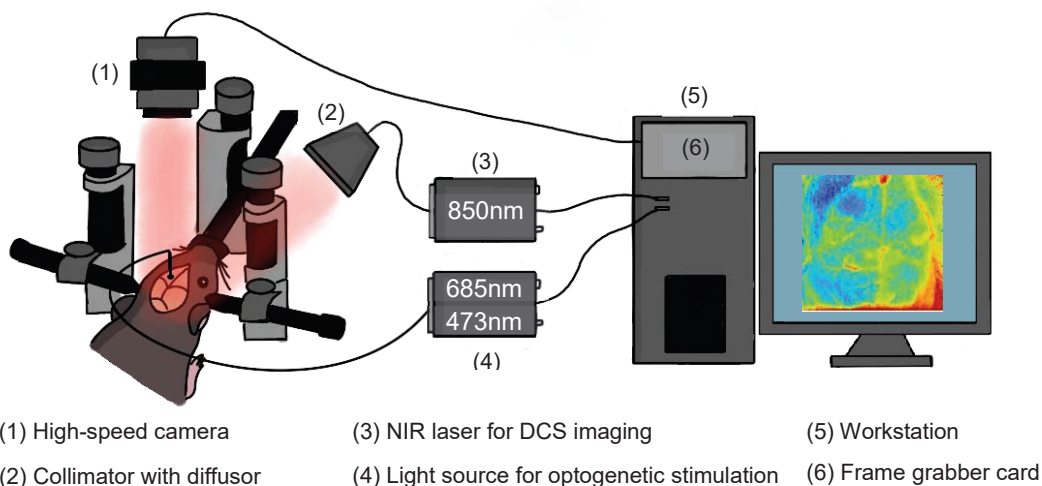 (1)
(2)
(3)
850nm
685nm
473nm
(4)
(5)
(6)
(1) High-speed camera
(3) NIR laser for DCS imaging
(5) Workstation
(2) Collimator with diffusor
(4) Light source for optogenetic stimulation
(6) Frame grabber card